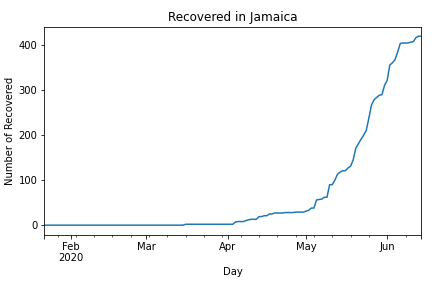 Recovered in Jamaica
Number of Recovered
400
300
200
100
0
Feb
2020
Mar
Apr
May
Jun
Day